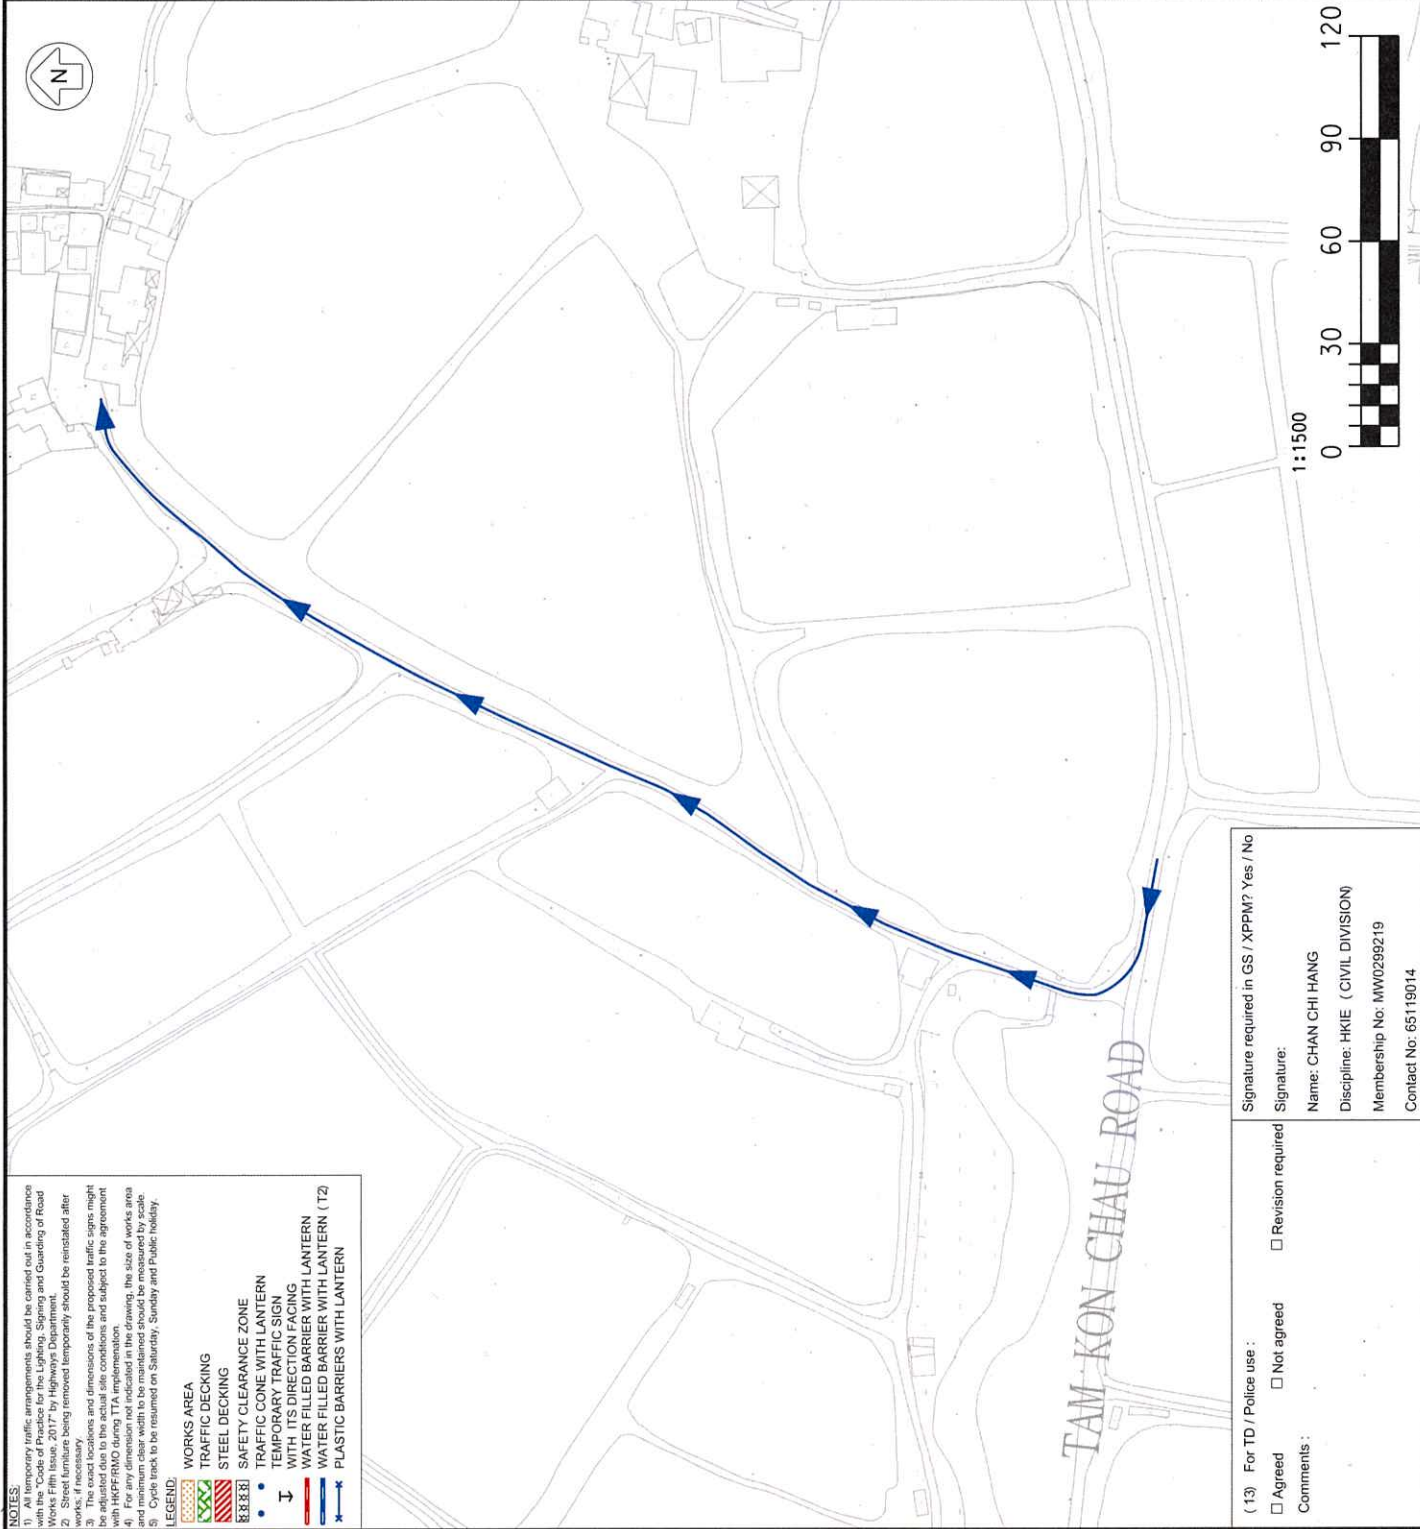 NOTES:
1) All temporary traffic arrangements should be carried out in accordance
with the "Code of Practice for the Lighting, Signing and Guarding of Road
Works Fifth Issue, 2017" by Highways Department.
2) Street furniture being removed temporarily should be reinstated after
works, if necessary.
3) The exact locations and dimensions of the proposed traffic signs might
be adjusted due to the actual site conditions and subject to the agreement
with HKPF/RMO during TTA implemenation.
4) For any dimension not indicated in the drawing, the size of works area
and minimum clear width to be maintained should be measured by scale.
5) Cycle track to be resumed on Saturday, Sunday and Public holiday.
LEGEND:
WORKS AREA
TRAFFIC DECKING
STEEL DECKING
SAFETY CLEARANCE ZONE
TRAFFIC CONE WITH LANTERN
TEMPORARY TRAFFIC SIGN
WITH ITS DIRECTION FACING
WATER FILLED BARRIER WITH LANTERN
WATER FILLED BARRIER WITH LANTERN (T2)
PLASTIC BARRIERS WITH LANTERN
N
TAM KON CHAU ROAD
(13) For TD / Police use :
□ Agreed □ Not agreed □ Revision required
Comments :
Signature required in GS / XPPM? Yes / No
Signature:
Name: CHAN CHI HANG
Discipline: HKIE (CIVIL DIVISION)
Membership No: MW0299219
Contact No: 65119014
1:1500
0 30 60 90 120